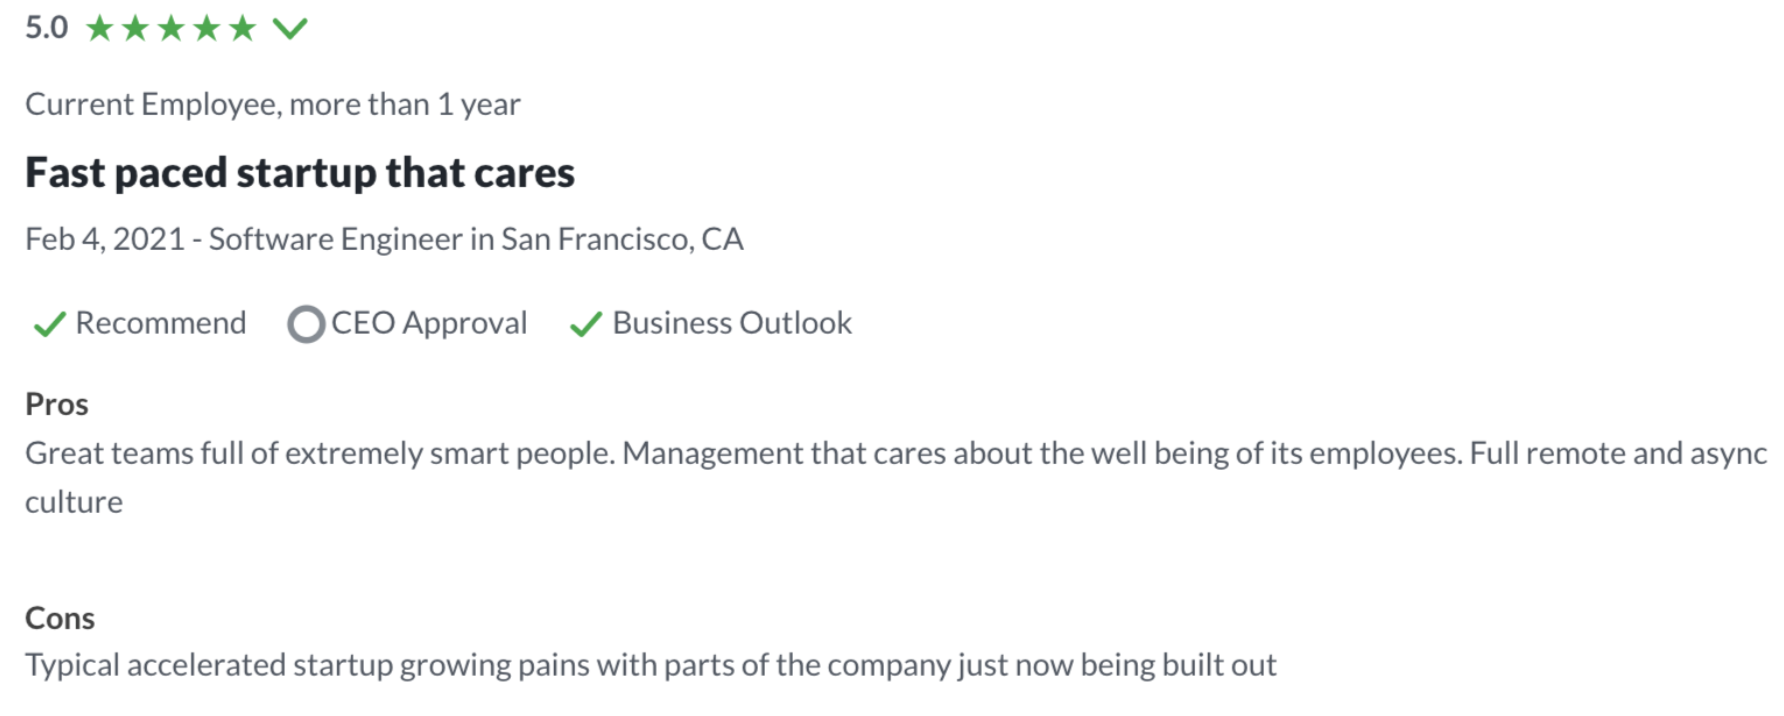 5.0
Current Employee, more than 1 year
Fast paced startup that cares
Feb 4, 2021 - Software Engineer in San Francisco, CA
Recommend CEO Approval Business Outlook
Pros
Great teams full of extremely smart people. Management that cares about the well being of its employees. Full remote and async
culture
Cons
Typical accelerated startup growing pains with parts of the company just now being built out